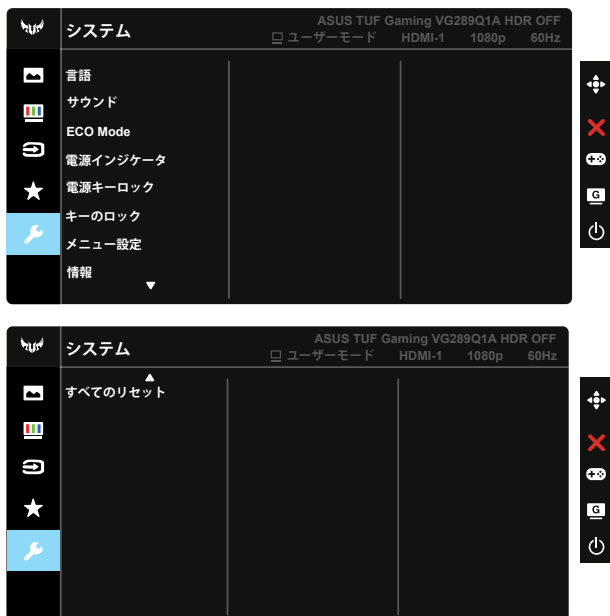 システム
ASUS TUF Gaming VG289Q1A HDR OFF
ユーザーモード HDMI-1 1080p 60Hz
言語
サウンド
ECO Mode
電源インジケータ
電源キーロック
キーのロック
メニュー設定
情報
G
システム
ASUS TUF Gaming VG289Q1A HDR OFF
ユーザーモード HDMI-1 1080p 60Hz
すべてのリセット
G